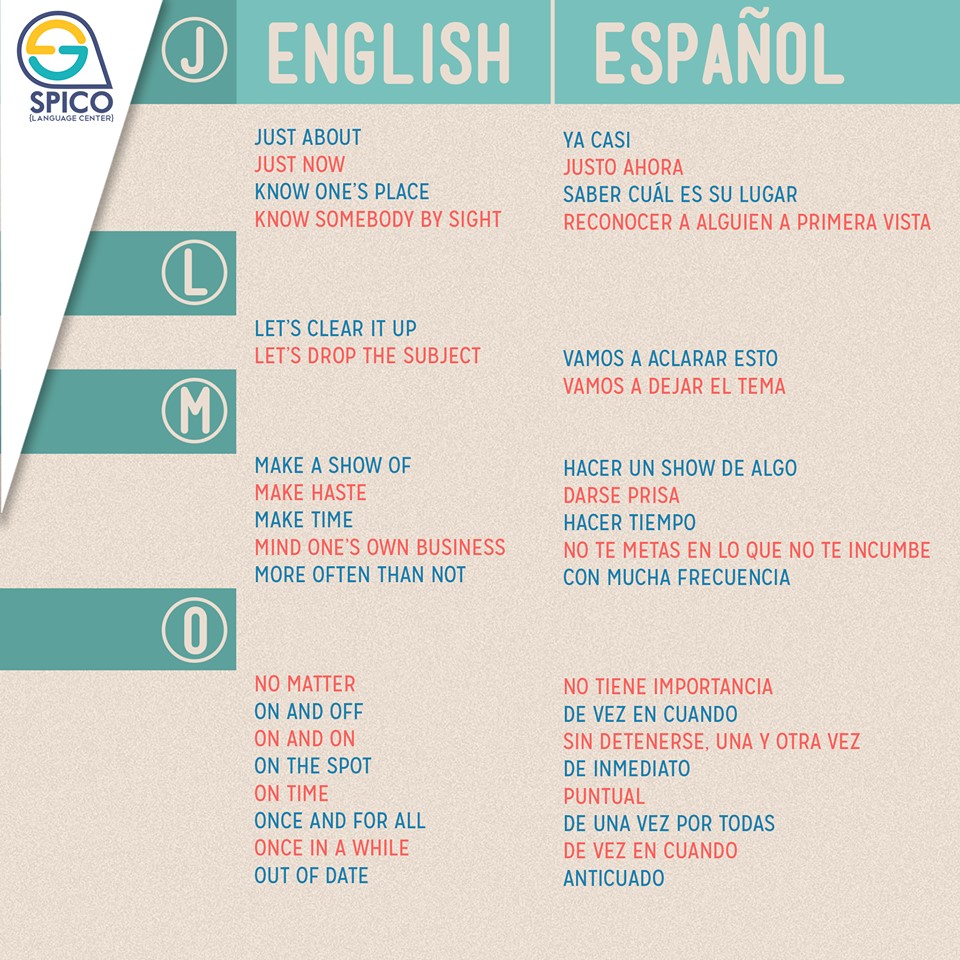 SPICO
(LANGUAGE CENTER)
J ENGLISH ESPAÑOL
JUST ABOUT YA CASI
JUST NOW JUSTO AHORA
KNOW ONE'S PLACE SABER CUÁL ES SU LUGAR
KNOW SOMEBODY BY SIGHT RECONOCER A ALGUIEN A PRIMERA VISTA
L
LET'S CLEAR IT UP VAMOS A ACLARAR ESTO
LET'S DROP THE SUBJECT VAMOS A DEJAR EL TEMA
M
MAKE A SHOW OF HACER UN SHOW DE ALGO
MAKE HASTE DARSE PRISA
MAKE TIME HACER TIEMPO
MIND ONE'S OWN BUSINESS NO TE METAS EN LO QUE NO TE INCUMBE
MORE OFTEN THAN NOT CON MUCHA FRECUENCIA
O
NO MATTER NO TIENE IMPORTANCIA
ON AND OFF DE VEZ EN CUANDO
ON AND ON SIN DETENERSE, UNA Y OTRA VEZ
ON THE SPOT DE INMEDIATO
ON TIME PUNTUAL
ONCE AND FOR ALL DE UNA VEZ POR TODAS
ONCE IN A WHILE DE VEZ EN CUANDO
OUT OF DATE ANTICUADO